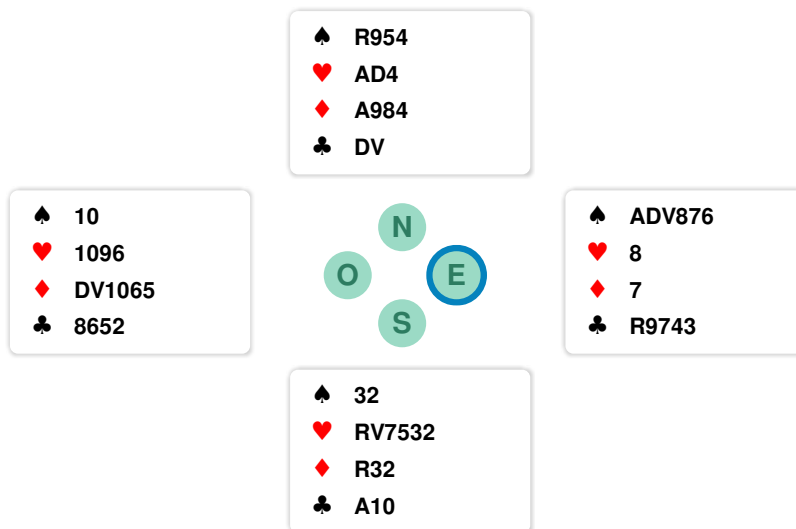 ♠ R954
♥ AD4
♦ A984
♣ DV
♠ 10
♥ 1096
♦ DV1065
♣ 8652
N
O E
S
♠ ADV876
♥ 8
♦ 7
♣ R9743
♠ 32
♥ RV7532
♦ R32
♣ A10